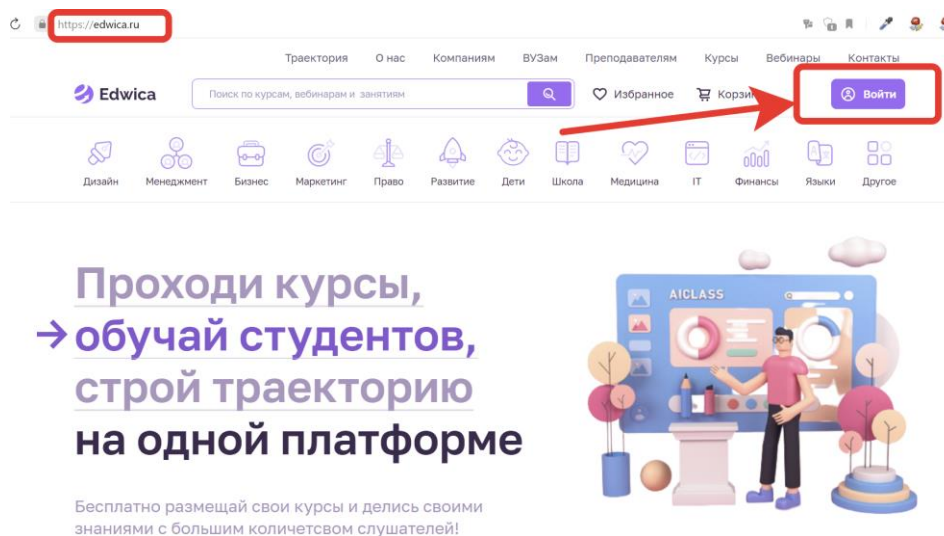 https://edwica.ru
Траектория О нас Компаниям ВУЗам Преподавателям Курсы Вебинары Контакты
Edwica Поиск по курсам, вебинарам и занятиям Избранное Войти
Дизайн Менеджмент Бизнес Маркетинг Право Развитие Дети Школа Медицина IT Финансы Языки Другое
Проходи курсы,
→ обучай студентов,
строй траекторию
на одной платформе
AICLASS
Бесплатно размещай свои курсы и делись своими
знаниями с большим количетсвом слушателей!